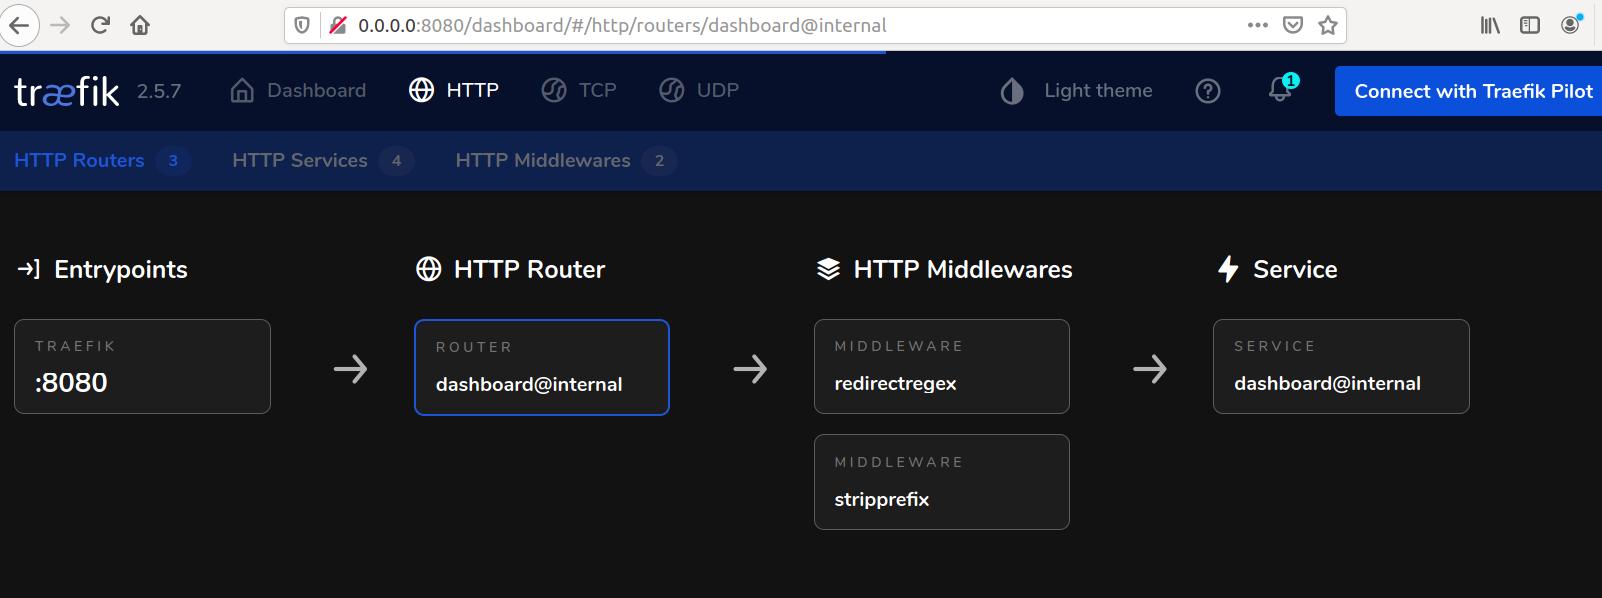 0.0.0.0:8080/dashboard/#/http/routers/dashboard@internal
træfik 2.5.7 Dashboard HTTP TCP UDP Light theme 1 Connect with Traefik Pilot
HTTP Routers 3 HTTP Services 4 HTTP Middlewares 2
Entrypoints HTTP Router HTTP Middlewares Service
TRAEFIK ROUTER MIDDLEWARE SERVICE
:8080 dashboard@internal redirectregex dashboard@internal
MIDDLEWARE
stripprefix